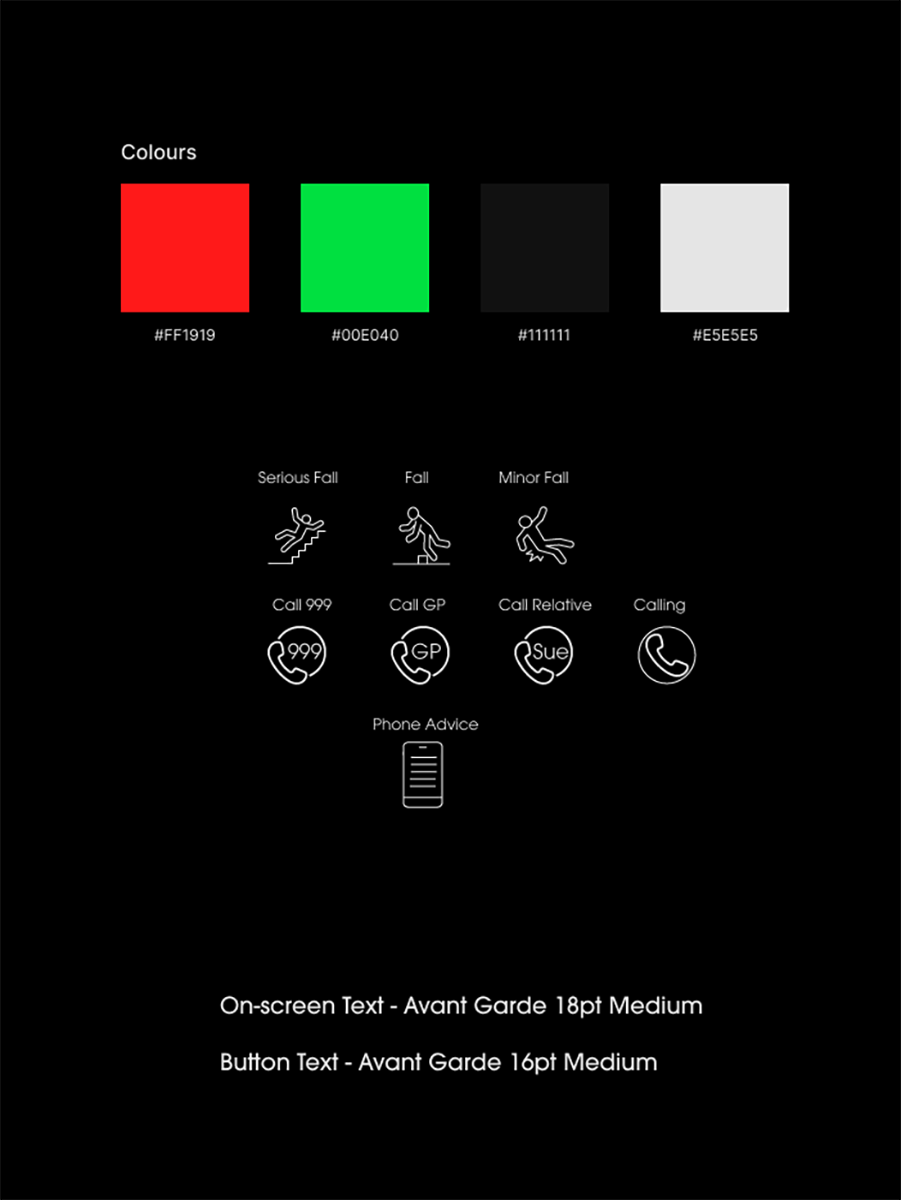 Colours
#FF1919 #00E040 #111111 #E5E5E5
Serious Fall Fall Minor Fall
Call 999 Call GP Call Relative Calling
999 GP Sue
Phone Advice
On-screen Text - Avant Garde 18pt Medium
Button Text - Avant Garde 16pt Medium